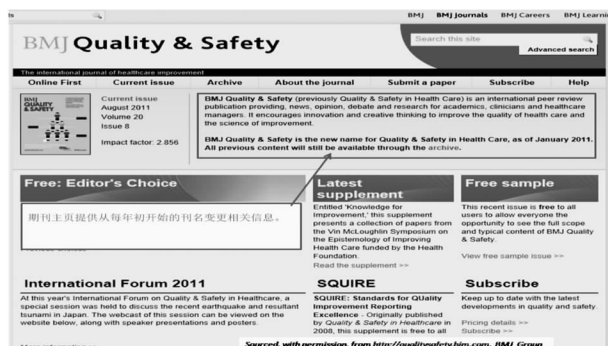 BMJ BMJ Journals BMJ Careers BMJ Learni
BMJ Quality & Safety
Search this site
Advanced search
The international journal of healthcare improvement
Online First Current issue Archive About the journal Submit a paper Subscribe Help
BMJ
QUALITY
& SAFETY
Current issue
August 2011
Volume 20
Issue 8
Impact factor: 2.856
BMJ Quality & Safety (previously Quality & Safety in Health Care) is an international peer review
publication providing, news, opinion, debate and research for academics, clinicians and healthcare
managers. It encourages innovation and creative thinking to improve the quality of health care and
the science of improvement.
BMJ Quality & Safety is the new name for Quality & Safety in Health Care, as of January 2011.
All previous content will still be available through the archive.
Free: Editor's Choice
期刊主页提供从每年初开始的刊名变更相关信息。
Latest
supplement
Entitled 'Knowledge for
Improvement,' this supplement
presents a collection of papers from
the Vin McLoughlin Symposium on
the Epistemology of Improving
Health Care funded by the Health
Foundation.
Read the supplement >>
Free sample
This recent issue is free to all
users to allow everyone the
opportunity to see the full scope
and typical content of BMJ Quality
& Safety.
View free sample issue >>
International Forum 2011
At this year's International Forum on Quality & Safety in Healthcare, a
special session was held to discuss the recent earthquake and resultant
tsunami in Japan. The webcast of this session can be viewed on the
website below, along with speaker presentations and posters.
SQUIRE
SQUIRE: Standards for QUality
Improvement Reporting
Excellence - Originally published
by Quality & Safety in Healthcare in
2008, this supplement is free to all
Subscribe
Keep up to date with the latest
developments in quality and safety.
Pricing details >>
Subscribe >>
Sourced, with permission, from http://qualitysafety.bjm.com, BMJ Group